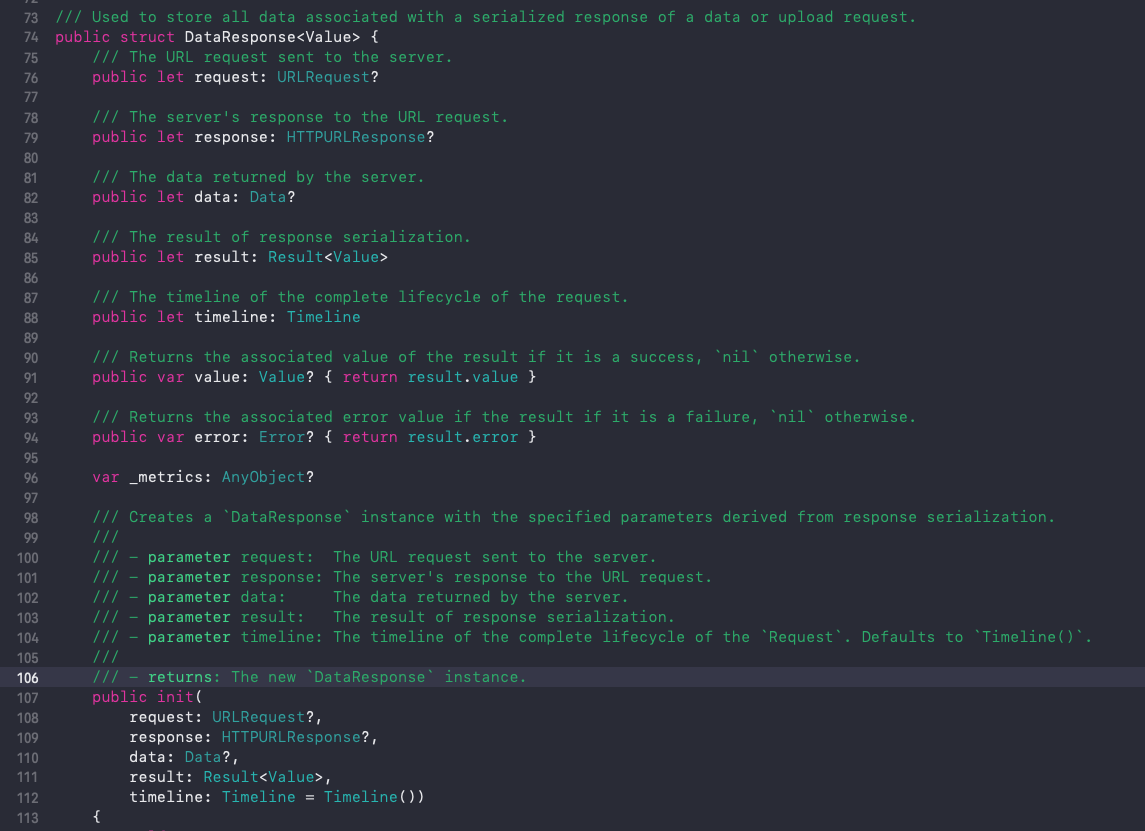 73 /// Used to store all data associated with a serialized response of a data or upload request.
74 public struct DataResponse<Value> {
75     /// The URL request sent to the server.
76     public let request: URLRequest?
77
78     /// The server's response to the URL request.
79     public let response: HTTPURLResponse?
80
81     /// The data returned by the server.
82     public let data: Data?
83
84     /// The result of response serialization.
85     public let result: Result<Value>
86
87     /// The timeline of the complete lifecycle of the request.
88     public let timeline: Timeline
89
90     /// Returns the associated value of the result if it is a success, `nil` otherwise.
91     public var value: Value? { return result.value }
92
93     /// Returns the associated error value if the result if it is a failure, `nil` otherwise.
94     public var error: Error? { return result.error }
95
96     var _metrics: AnyObject?
97
98     /// Creates a `DataResponse` instance with the specified parameters derived from response serialization.
99     ///
100     /// - parameter request:  The URL request sent to the server.
101     /// - parameter response: The server's response to the URL request.
102     /// - parameter data:     The data returned by the server.
103     /// - parameter result:   The result of response serialization.
104     /// - parameter timeline: The timeline of the complete lifecycle of the `Request`. Defaults to `Timeline()`.
105     ///
106     /// - returns: The new `DataResponse` instance.
107     public init(
108         request: URLRequest?,
109         response: HTTPURLResponse?,
110         data: Data?,
111         result: Result<Value>,
112         timeline: Timeline = Timeline())
113     {